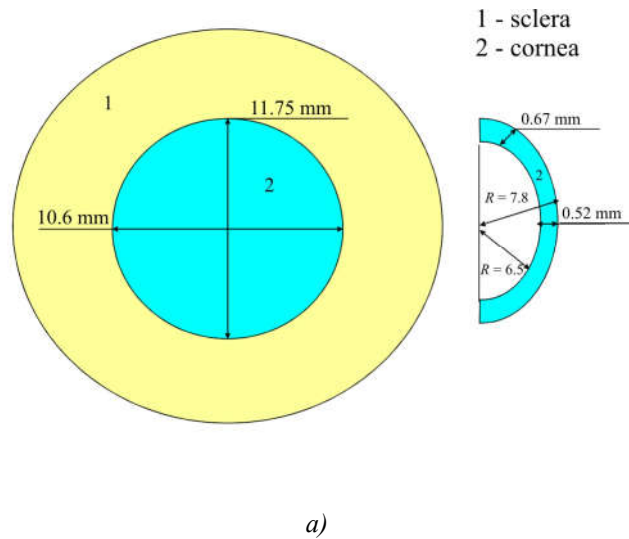 1 - sclera
2 - cornea
1
11.75 mm
0.67 mm
2
2
R = 7.8
10.6 mm
0.52 mm
R = 6.5
a)